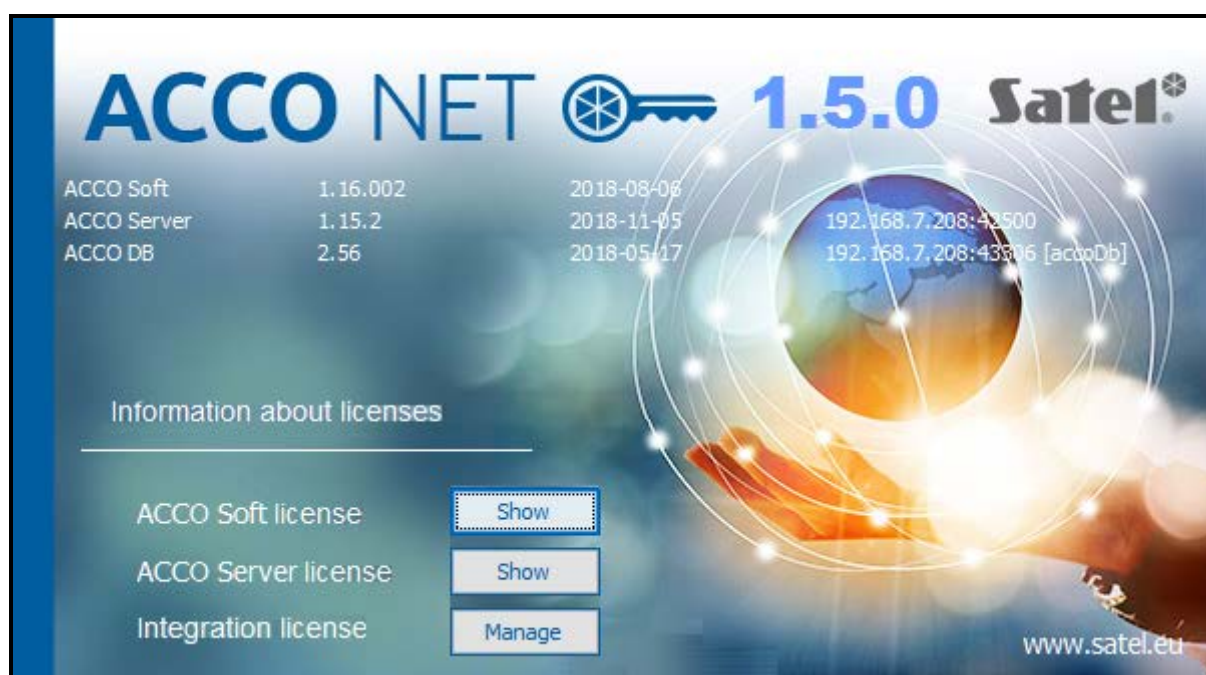 ACCO NET 1.5.0 Satel®
ACCO Soft 1.16.002 2018-08-06
ACCO Server 1.15.2 2018-11-05 192.168.7.208:42500
ACCO DB 2.56 2018-05-17 192.168.7.208:43306 [accoDb]
Information about licenses
ACCO Soft license Show
ACCO Server license Show
Integration license Manage
www.satel.eu